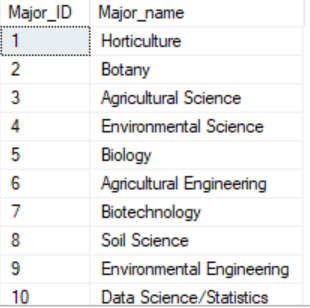 Major_ID Major_name
1 Horticulture
2 Botany
3 Agricultural Science
4 Environmental Science
5 Biology
6 Agricultural Engineering
7 Biotechnology
8 Soil Science
9 Environmental Engineering
10 Data Science/Statistics